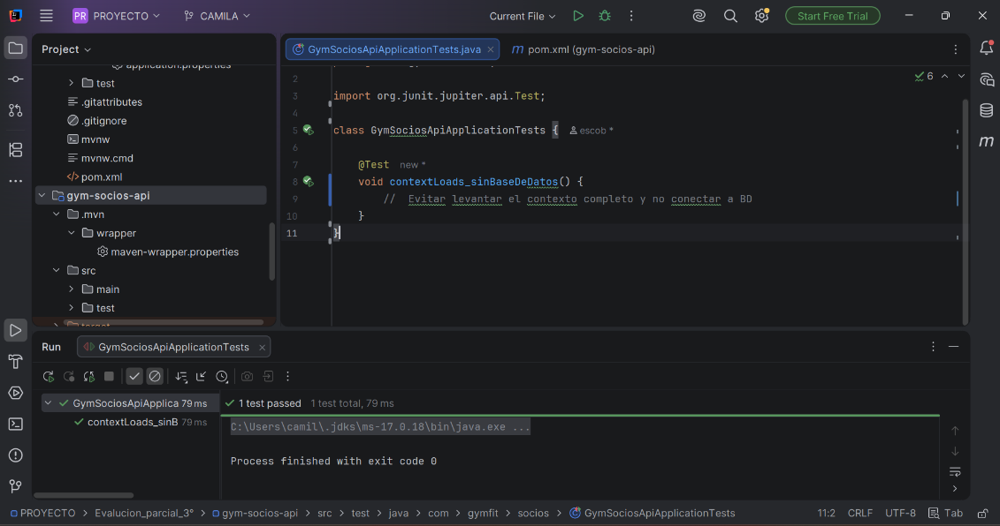 PR PROYECTO CAMILA Current File Start Free Trial
Project
application.properties
test
.gitattributes
.gitignore
mvnw
mvnw.cmd
pom.xml
gym-socios-api
.mvn
wrapper
maven-wrapper.properties
src
main
test
target
GymSociosApiApplicationTests.java pom.xml (gym-socios-api)
6
2
3 import org.junit.jupiter.api.Test;
4
5 class GymSociosApiApplicationTests { escob *
6
7 @Test new *
8 void contextLoads_sinBaseDeDatos() {
9 // Evitar levantar el contexto completo y no conectar a BD
10 }
11 }
Run GymSociosApiApplicationTests
GymSociosApiApplica 79 ms
contextLoads_sinB 79 ms
1 test passed 1 test total, 79 ms
C:\Users\camil\.jdks\ms-17.0.18\bin\java.exe ...
Process finished with exit code 0
PROYECTO > Evalucion_parcial_3° > gym-socios-api > src > test > java > com > gymfit > socios > GymSociosApiApplicationTests 11:2 CRLF UTF-8 Tab